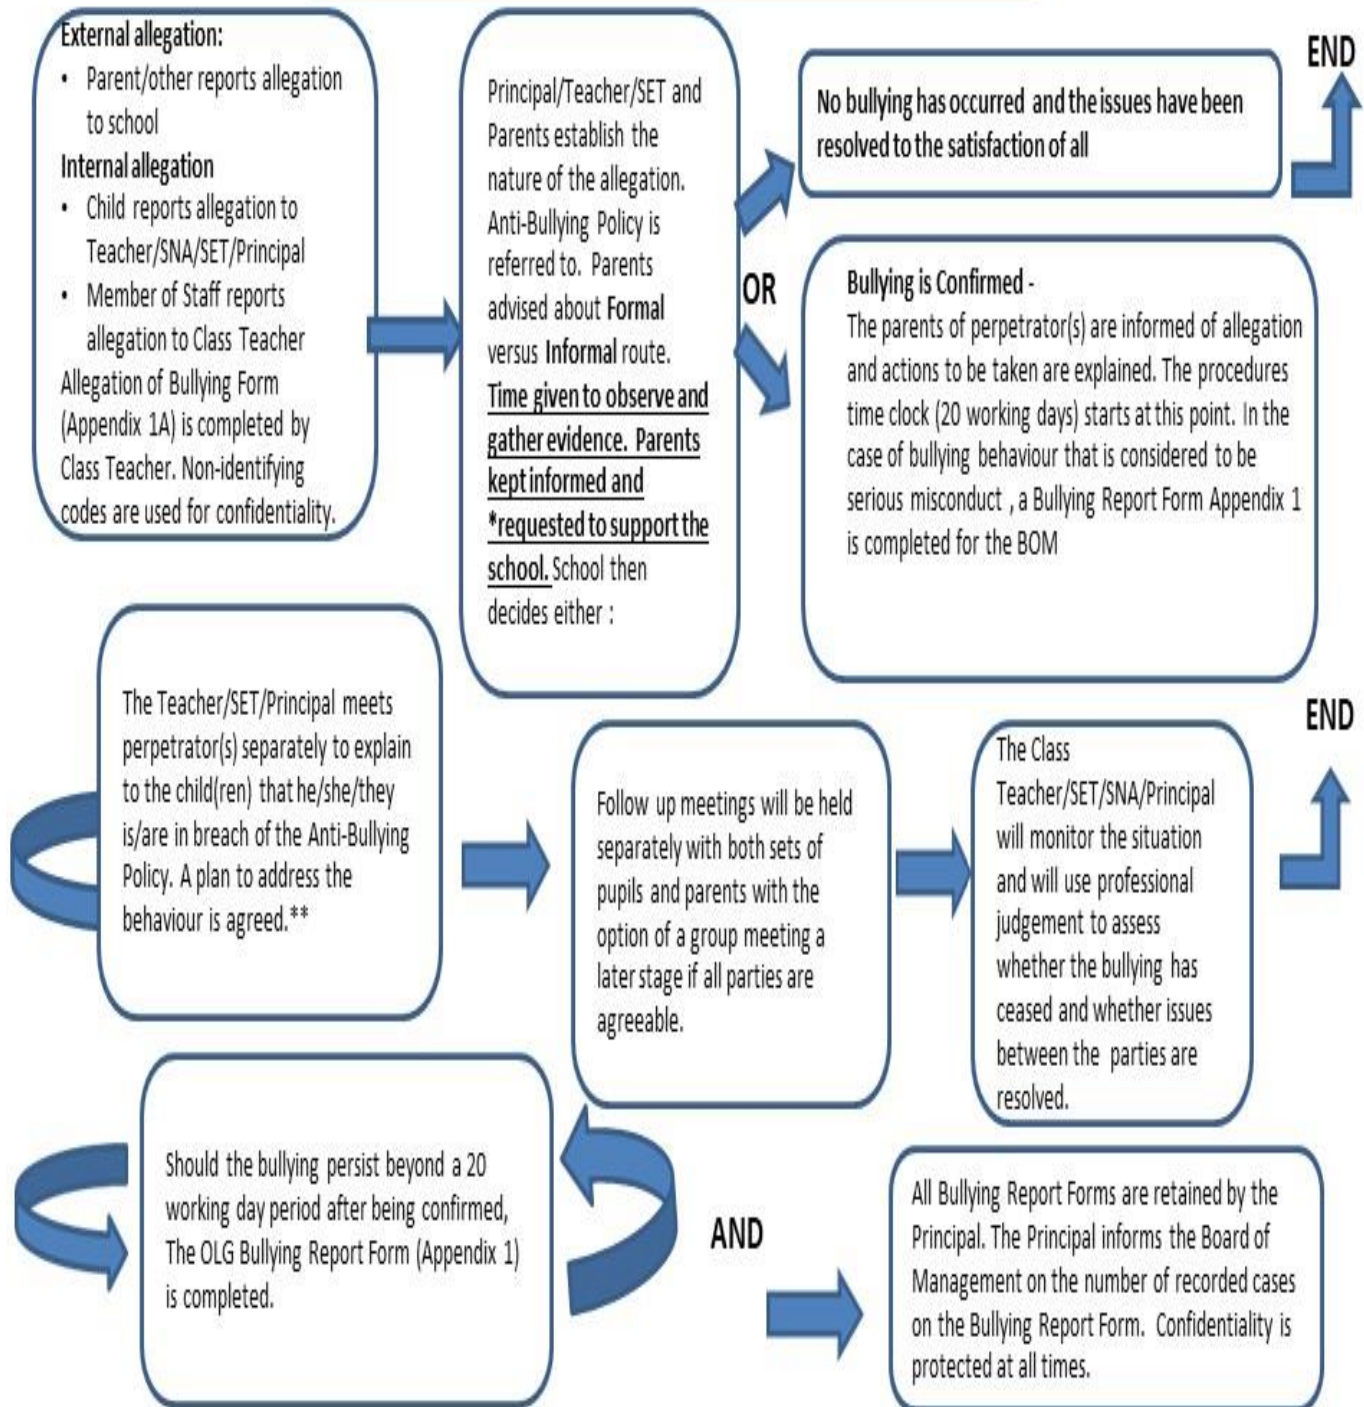 External allegation:
• Parent/other reports allegation
to school
Internal allegation
• Child reports allegation to
Teacher/SNA/SET/Principal
• Member of Staff reports
allegation to Class Teacher
Allegation of Bullying Form
(Appendix 1A) is completed by
Class Teacher. Non-identifying
codes are used for confidentiality.
Principal/Teacher/SET and
Parents establish the
nature of the allegation.
Anti-Bullying Policy is
referred to. Parents
advised about Formal
versus Informal route.
Time given to observe and
gather evidence. Parents
kept informed and
*requested to support the
school. School then
decides either :
No bullying has occurred and the issues have been
resolved to the satisfaction of all
END
OR
Bullying is Confirmed -
The parents of perpetrator(s) are informed of allegation
and actions to be taken are explained. The procedures
time clock (20 working days) starts at this point. In the
case of bullying behaviour that is considered to be
serious misconduct , a Bullying Report Form Appendix 1
is completed for the BOM
The Teacher/SET/Principal meets
perpetrator(s) separately to explain
to the child(ren) that he/she/they
is/are in breach of the Anti-Bullying
Policy. A plan to address the
behaviour is agreed.**
Follow up meetings will be held
separately with both sets of
pupils and parents with the
option of a group meeting a
later stage if all parties are
agreeable.
The Class
Teacher/SET/SNA/Principal
will monitor the situation
and will use professional
judgement to assess
whether the bullying has
ceased and whether issues
between the parties are
resolved.
END
Should the bullying persist beyond a 20
working day period after being confirmed,
The OLG Bullying Report Form (Appendix 1)
is completed.
AND
All Bullying Report Forms are retained by the
Principal. The Principal informs the Board of
Management on the number of recorded cases
on the Bullying Report Form. Confidentiality is
protected at all times.